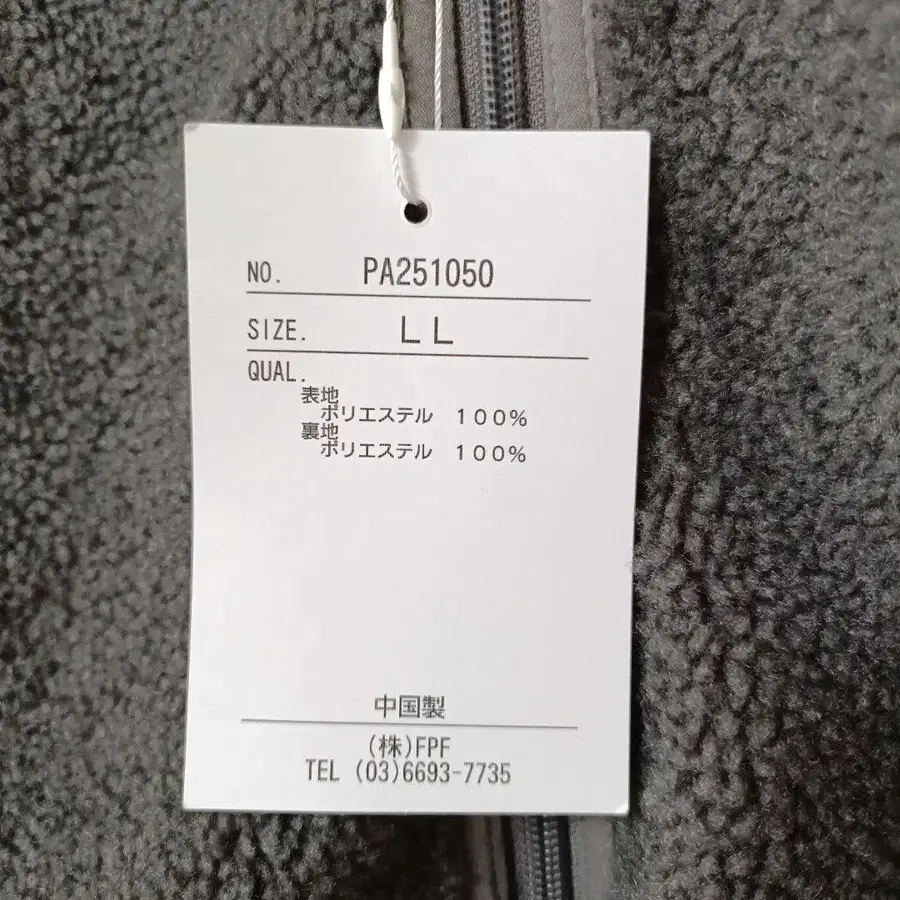 NO. PA251050
SIZE. LL
QUAL.
表地
ポリエステル 100%
裏地
ポリエステル 100%
中国製
(株)FPF
TEL (03)6693-7735